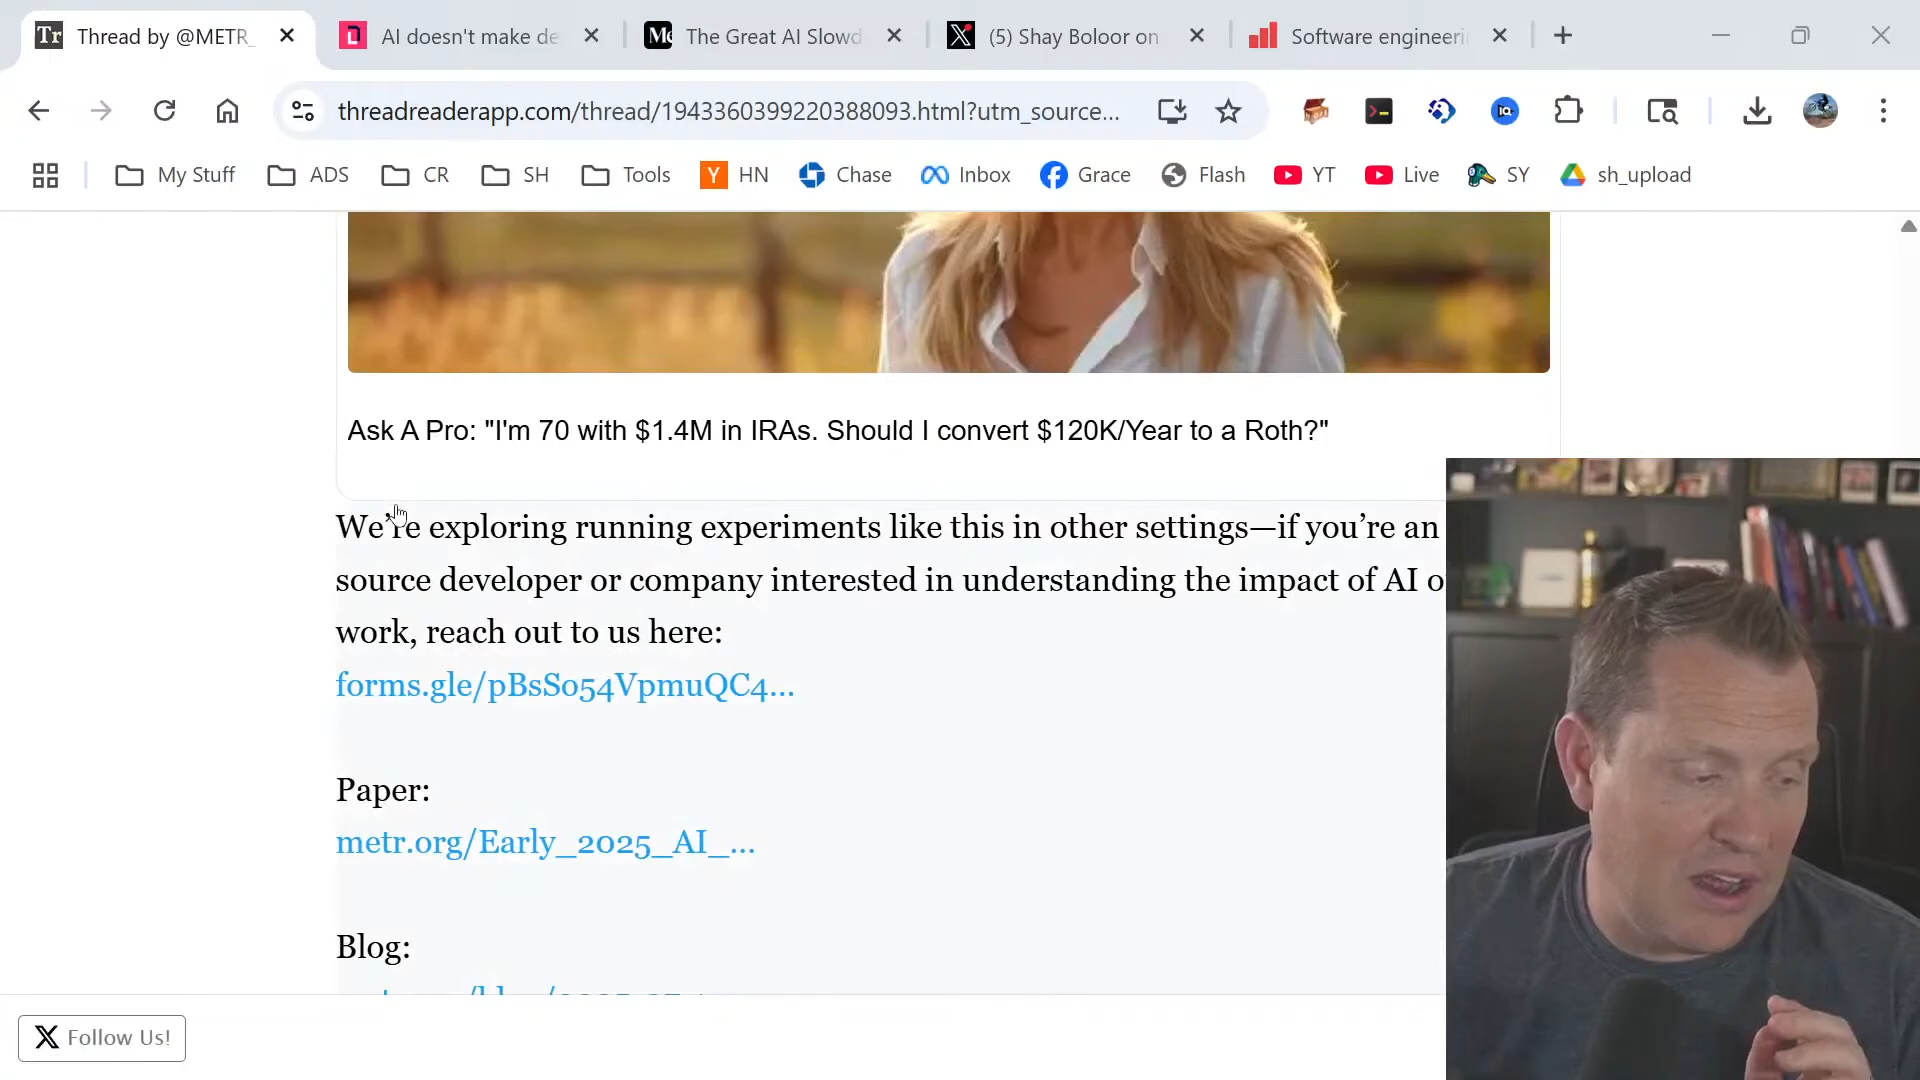 Tr Thread by @METR_
AI doesn't make de
Me The Great AI Slowd
(5) Shay Boloor on
Software engineeri
threadreaderapp.com/thread/1943360399220388093.html?utm_source...
My Stuff
ADS
CR
SH
Tools
Y HN
Chase
Inbox
Grace
Flash
YT
Live
SY
sh_upload
Ask A Pro: "I'm 70 with $1.4M in IRAs. Should I convert $120K/Year to a Roth?"
We're exploring running experiments like this in other settings—if you're an
source developer or company interested in understanding the impact of AI o
work, reach out to us here:
forms.gle/pBsSo54VpmuQC4...
Paper:
metr.org/Early_2025_AI_...
Blog:
X Follow Us!